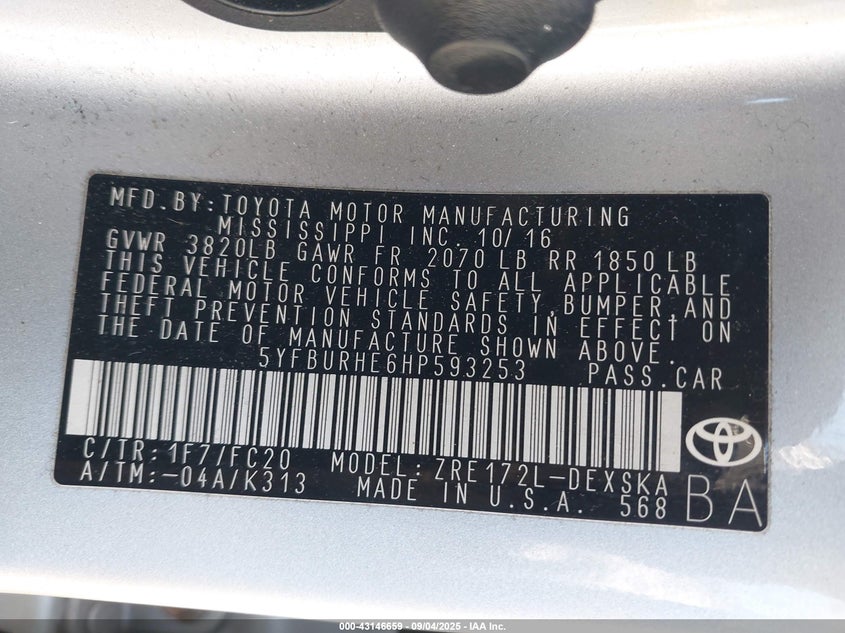 MFD.BY:TOYOTA MOTOR MANUFACTURING
MISSISSIPPI INC. 10/16
GVWR 3820LB GAWR FR 2070 LB RR 1850 LB
THIS VEHICLE CONFORMS TO ALL APPLICABLE
FEDERAL MOTOR VEHICLE SAFETY,BUMPER,AND
THEFT PREVENTION STANDARDS IN EFFECT ON
THE DATE OF MANUFACTURE SHOWN ABOVE.
5YFBURHE6HP593253 PASS.CAR
C/TR:1F7/FC20 MODEL:ZRE172L-DEXSKA
A/TM:-04A/K313 MADE IN U.S.A. 568 BA
000-43146659 - 09/04/2025 - IAA Inc.